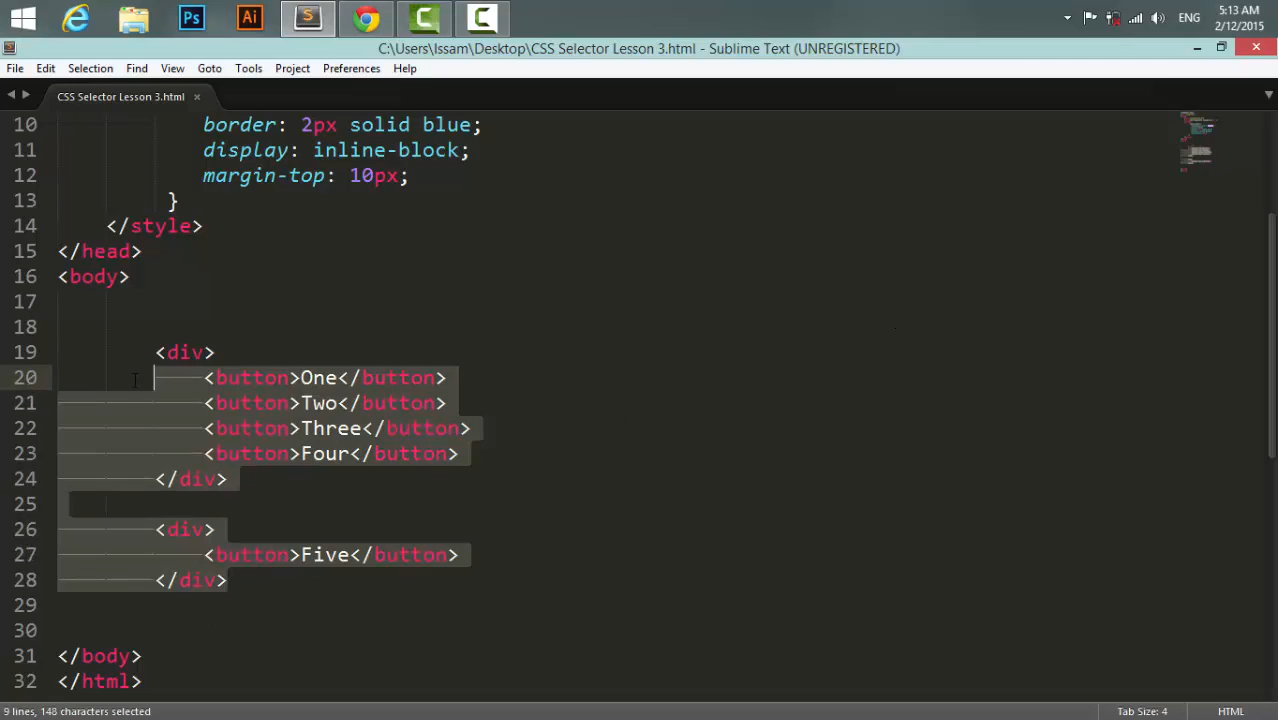 Ps
Ai
S
C
C
ENG
5:13 AM
2/12/2015
C:\Users\Issam\Desktop\CSS Selector Lesson 3.html - Sublime Text (UNREGISTERED)
File Edit Selection Find View Goto Tools Project Preferences Help
CSS Selector Lesson 3.html ×
10 border: 2px solid blue;
11 display: inline-block;
12 margin-top: 10px;
13 }
14 </style>
15 </head>
16 <body>
17
18
19 <div>
20 <button>One</button>
21 <button>Two</button>
22 <button>Three</button>
23 <button>Four</button>
24 </div>
25
26 <div>
27 <button>Five</button>
28 </div>
29
30
31 </body>
32 </html>
9 lines, 148 characters selected
Tab Size: 4
HTML